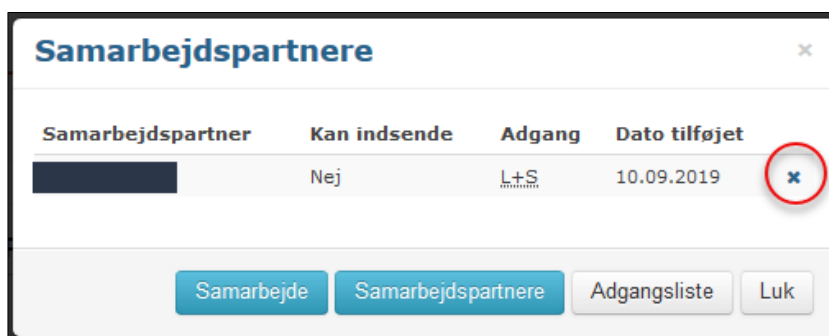 Samarbejdspartnere ×
Samarbejdspartner Kan indsende Adgang Dato tilføjet
Nej L+S 10.09.2019 ×
Samarbejde Samarbejdspartnere Adgangsliste Luk